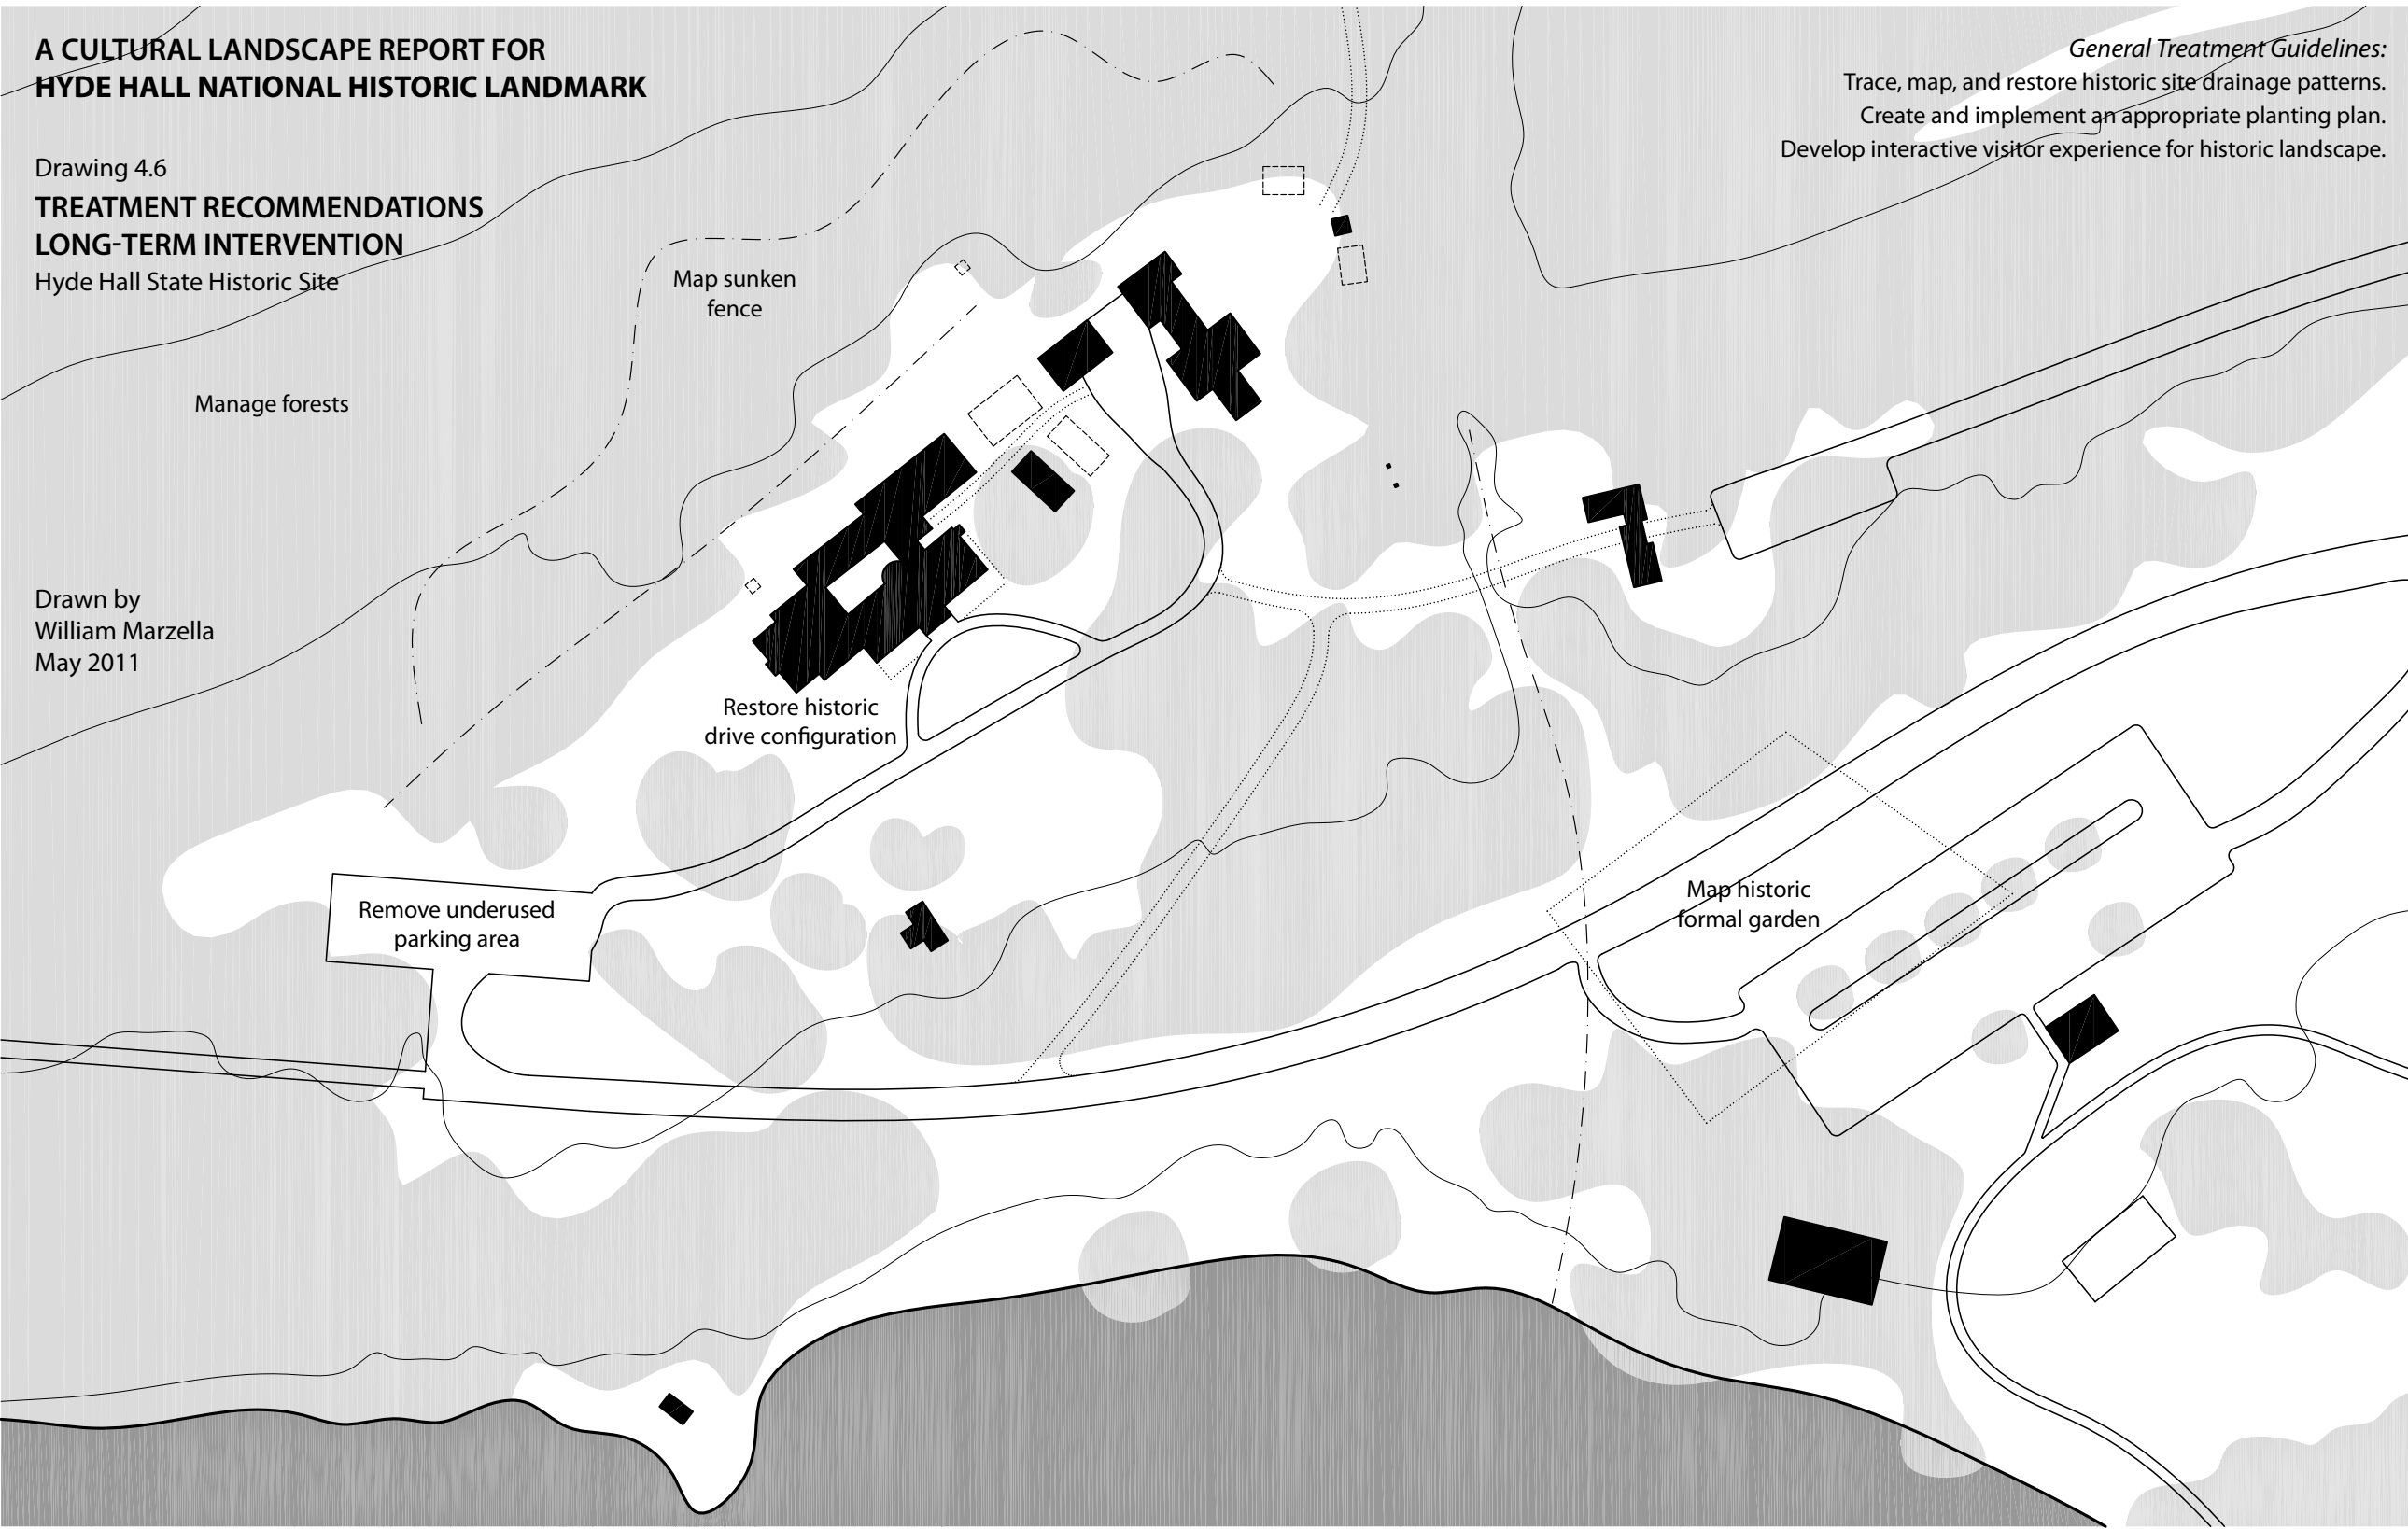 A CULTURAL LANDSCAPE REPORT FOR
HYDE HALL NATIONAL HISTORIC LANDMARK
Drawing 4.6
TREATMENT RECOMMENDATIONS
LONG-TERM INTERVENTION
Hyde Hall State Historic Site
General Treatment Guidelines:
Trace, map, and restore historic site drainage patterns.
Create and implement an appropriate planting plan.
Develop interactive visitor experience for historic landscape.
Map sunken
fence
Manage forests
Drawn by
William Marzella
May 2011
Restore historic
drive configuration
Remove underused
parking area
Map historic
formal garden